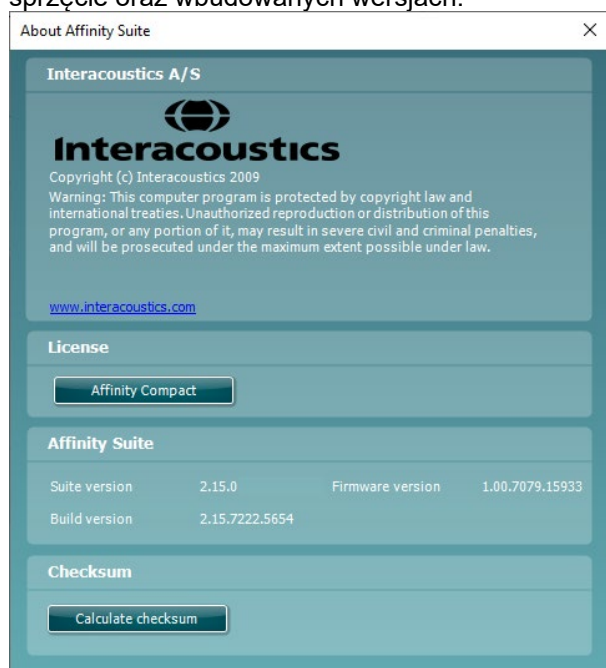 sprzęcie oraz wbudowanych wersjach.
About Affinity Suite
Interacoustics A/S
Interacoustics
Copyright (c) Interacoustics 2009
Warning: This computer program is protected by copyright law and
international treaties. Unauthorized reproduction or distribution of this
program, or any portion of it, may result in severe civil and criminal penalties,
and will be prosecuted under the maximum extent possible under law.
www.interacoustics.com
License
Affinity Compact
Affinity Suite
Suite version 2.15.0 Firmware version 1.00.7079.15933
Build version 2.15.7222.5654
Checksum
Calculate checksum